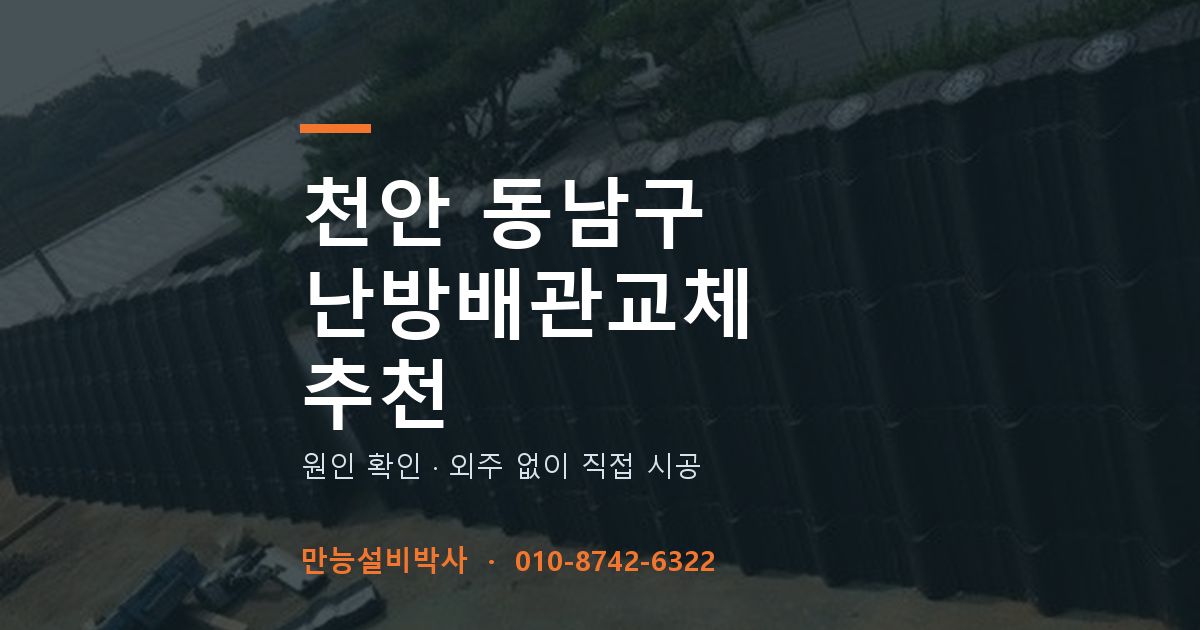 천안 동남구
난방배관교체
추천
원인 확인 · 외주 없이 직접 시공
만능설비박사 · 010-8742-6322